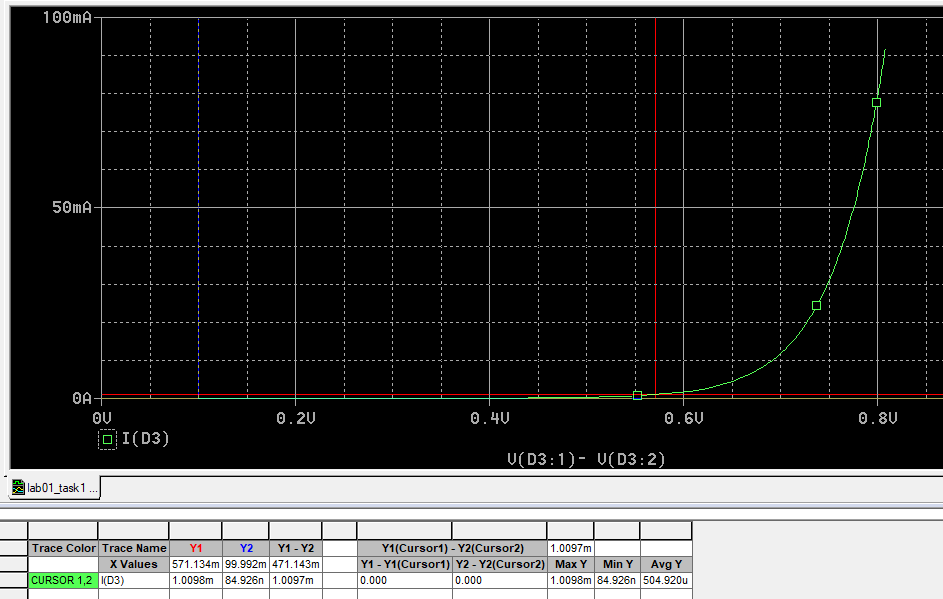 100mA
50mA
0A
0V 0.2V 0.4V 0.6V 0.8V
I(D3)
V(D3:1)- V(D3:2)
lab01_task1 ...
Trace Color Trace Name Y1 Y2 Y1 - Y2 Y1(Cursor1) - Y2(Cursor2) 1.0097m
X Values 571.134m 99.992m 471.143m Y1 - Y1(Cursor1) Y2 - Y2(Cursor2) Max Y Min Y Avg Y
CURSOR 1,2 I(D3) 1.0098m 84.926n 1.0097m 0.000 0.000 1.0098m 84.926n 504.920u